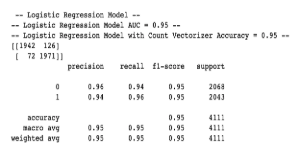 -- Logistic Regression Model --
-- Logistic Regression Model AUC = 0.95 --
-- Logistic Regression Model with Count Vectorizer Accuracy = 0.95 --
[[1942 126]
[ 72 1971]]
precision recall f1-score support
0 0.96 0.94 0.95 2068
1 0.94 0.96 0.95 2043
accuracy 0.95 4111
macro avg 0.95 0.95 0.95 4111
weighted avg 0.95 0.95 0.95 4111